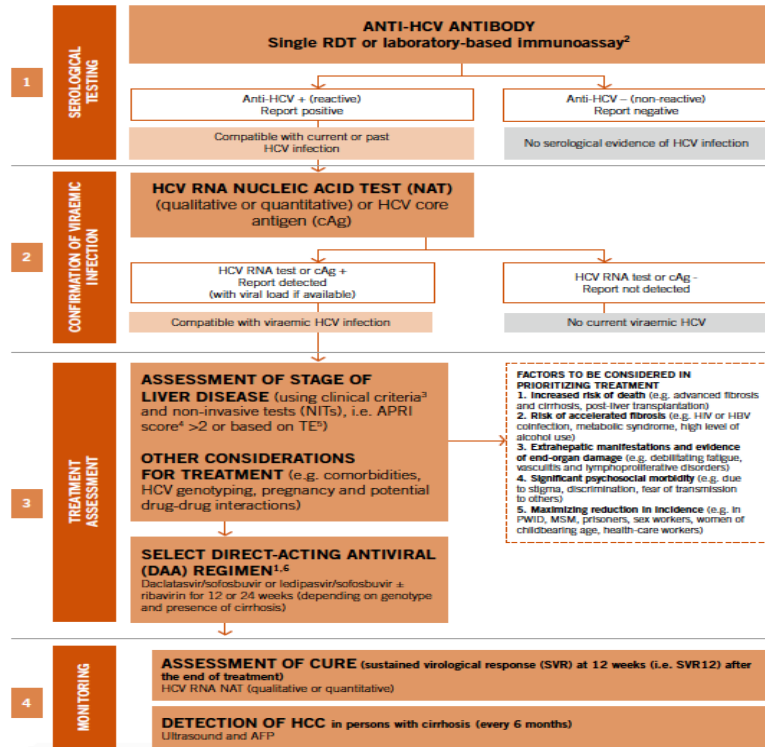 ANTI-HCV ANTIBODY
Single RDT or laboratory-based immunoassay²
1
SEROLOGICAL
TESTING
Anti-HCV + (reactive)
Report positive
Anti-HCV – (non-reactive)
Report negative
Compatible with current or past
HCV infection
No serological evidence of HCV infection
2
CONFIRMATION OF VIRAEMIC
INFECTION
HCV RNA NUCLEIC ACID TEST (NAT)
(qualitative or quantitative) or HCV core
antigen (cAg)
HCV RNA test or cAg +
Report detected
(with viral load if available)
HCV RNA test or cAg -
Report not detected
Compatible with viraemic HCV infection
No current viraemic HCV
3
TREATMENT
ASSESSMENT
ASSESSMENT OF STAGE OF
LIVER DISEASE (using clinical criteria³
and non-invasive tests (NITs), i.e. APRI
score⁴ >2 or based on TE⁵)
OTHER CONSIDERATIONS
FOR TREATMENT (e.g. comorbidities,
HCV genotyping, pregnancy and potential
drug-drug interactions)
FACTORS TO BE CONSIDERED IN
PRIORITIZING TREATMENT
1. Increased risk of death (e.g. advanced fibrosis
and cirrhosis, post-liver transplantation)
2. Risk of accelerated fibrosis (e.g. HIV or HBV
coinfection, metabolic syndrome, high level of
alcohol use)
3. Extrahepatic manifestations and evidence
of end-organ damage (e.g. debilitating fatigue,
vasculitis and lymphoproliferative disorders)
4. Significant psychosocial morbidity (e.g. due
to stigma, discrimination, fear of transmission
to others)
5. Maximizing reduction in incidence (e.g. in
PWID, MSM, prisoners, sex workers, women of
childbearing age, health-care workers)
SELECT DIRECT-ACTING ANTIVIRAL
(DAA) REGIMEN¹,⁶
Daclatasvir/sofosbuvir or ledipasvir/sofosbuvir ±
ribavirin for 12 or 24 weeks (depending on genotype
and presence of cirrhosis)
4
MONITORING
ASSESSMENT OF CURE (sustained virological response (SVR) at 12 weeks (i.e. SVR12) after
the end of treatment)
HCV RNA NAT (qualitative or quantitative)
DETECTION OF HCC in persons with cirrhosis (every 6 months)
Ultrasound and AFP